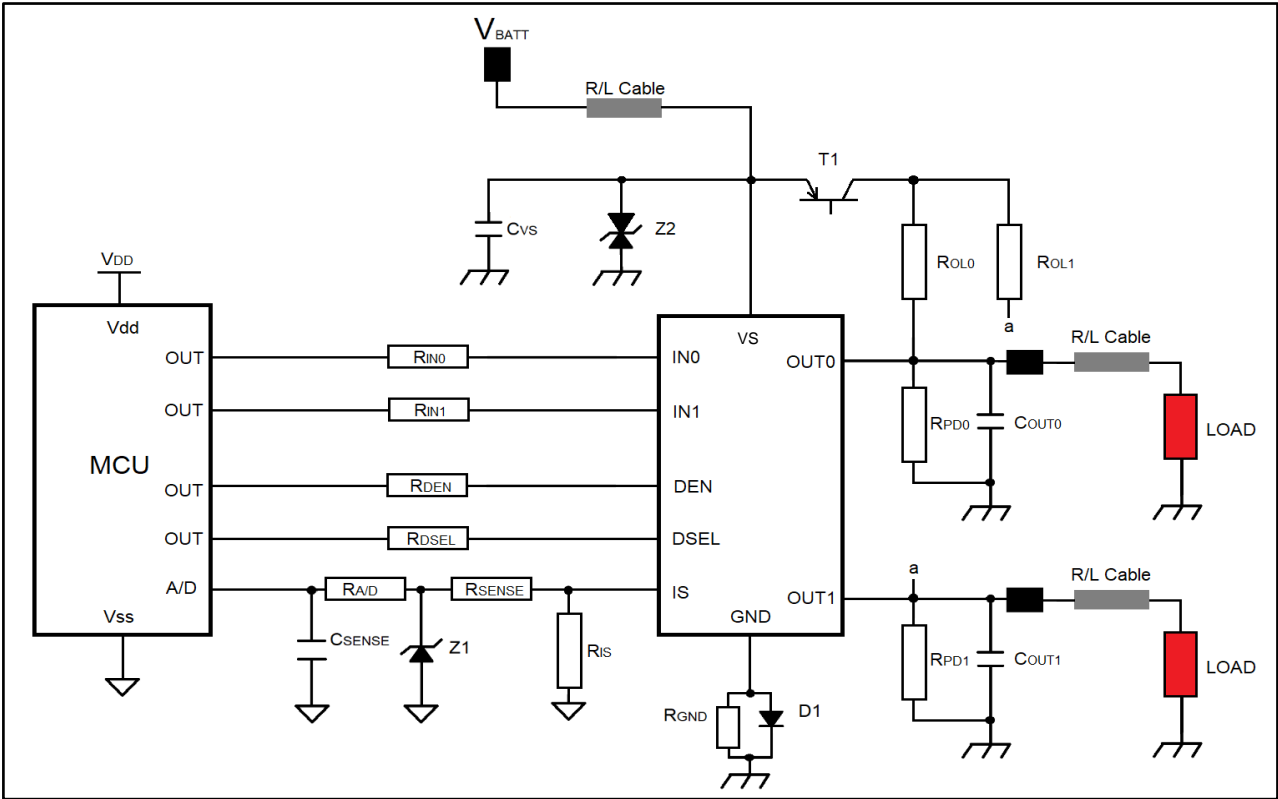 VBATT
R/L Cable
T1
CVS
Z2
ROL0
ROL1
a
VDD
Vdd
VS
OUT
RIN0
IN0
OUT0
R/L Cable
OUT
RIN1
IN1
RPD0
COUT0
LOAD
MCU
OUT
RDEN
DEN
OUT
RDSEL
DSEL
A/D
RA/D
RSENSE
IS
a
R/L Cable
OUT1
Vss
GND
CSENSE
Z1
RIS
RPD1
COUT1
LOAD
RGND
D1